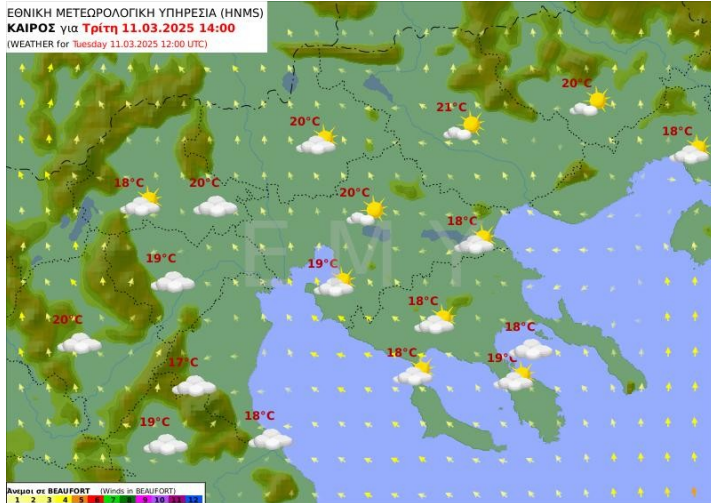 ΕΘΝΙΚΗ ΜΕΤΕΩΡΟΛΟΓΙΚΗ ΥΠΗΡΕΣΙΑ (HNMS)
ΚΑΙΡΟΣ για Τρίτη 11.03.2025 14:00
(WEATHER for Tuesday 11.03.2025 12:00 UTC)
20°C
21°C
20°C
18°C
18°C
20°C
20°C
18°C
E M Y
19°C
19°C
18°C
20°C
18°C
17°C
18°C
19°C
19°C
18°C
Άνεμοι σε BEAUFORT (Winds in BEAUFORT)
1 2 3 4 5 6 7 8 9 10 11 12